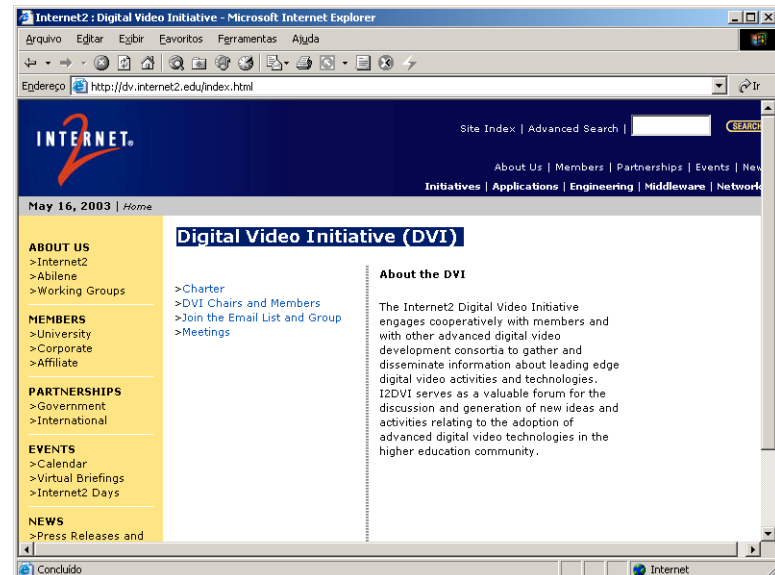 Internet2 : Digital Video Initiative - Microsoft Internet Explorer
Arquivo Editar Exibir Favoritos Ferramentas Ajuda
Endereço http://dv.internet2.edu/index.html Ir
INTERNET®
2
Site Index | Advanced Search | SEARCH
About Us | Members | Partnerships | Events | New
Initiatives | Applications | Engineering | Middleware | Network
May 16, 2003 | Home
ABOUT US
>Internet2
>Abilene
>Working Groups
MEMBERS
>University
>Corporate
>Affiliate
PARTNERSHIPS
>Government
>International
EVENTS
>Calendar
>Virtual Briefings
>Internet2 Days
NEWS
>Press Releases and
Digital Video Initiative (DVI)
>Charter
>DVI Chairs and Members
>Join the Email List and Group
>Meetings
About the DVI
The Internet2 Digital Video Initiative
engages cooperatively with members and
with other advanced digital video
development consortia to gather and
disseminate information about leading edge
digital video activities and technologies.
I2DVI serves as a valuable forum for the
discussion and generation of new ideas and
activities relating to the adoption of
advanced digital video technologies in the
higher education community.
Concluído Internet